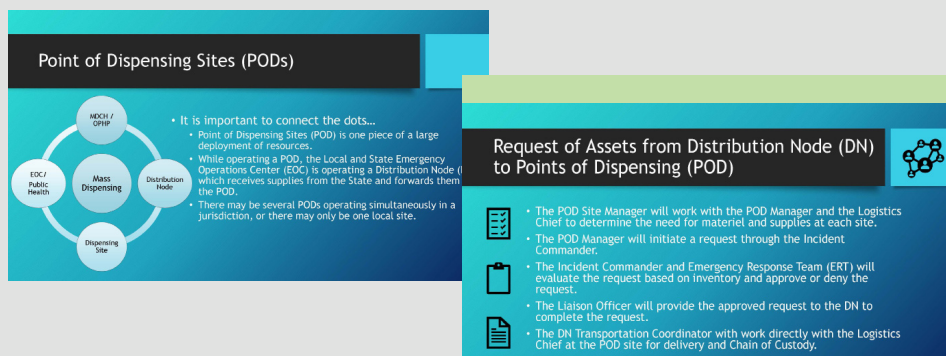 Point of Dispensing Sites (PODs)
MDCH /
OPHP
EOC/
Public
Health
Mass
Dispensing
Distribution
Node
Dispensing
Site
• It is important to connect the dots…
• Point of Dispensing Sites (POD) is one piece of a large
deployment of resources.
• While operating a POD, the Local and State Emergency
Operations Center (EOC) is operating a Distribution Node
which receives supplies from the State and forwards them
the POD.
• There may be several PODs operating simultaneously in a
jurisdiction, or there may only be one local site.
Request of Assets from Distribution Node (DN)
to Points of Dispensing (POD)
• The POD Site Manager will work with the POD Manager and the Logistics
Chief to determine the need for materiel and supplies at each site.
• The POD Manager will initiate a request through the Incident
Commander.
• The Incident Commander and Emergency Response Team (ERT) will
evaluate the request based on inventory and approve or deny the
request.
• The Liaison Officer will provide the approved request to the DN to
complete the request.
• The DN Transportation Coordinator with work directly with the Logistics
Chief at the POD site for delivery and Chain of Custody.